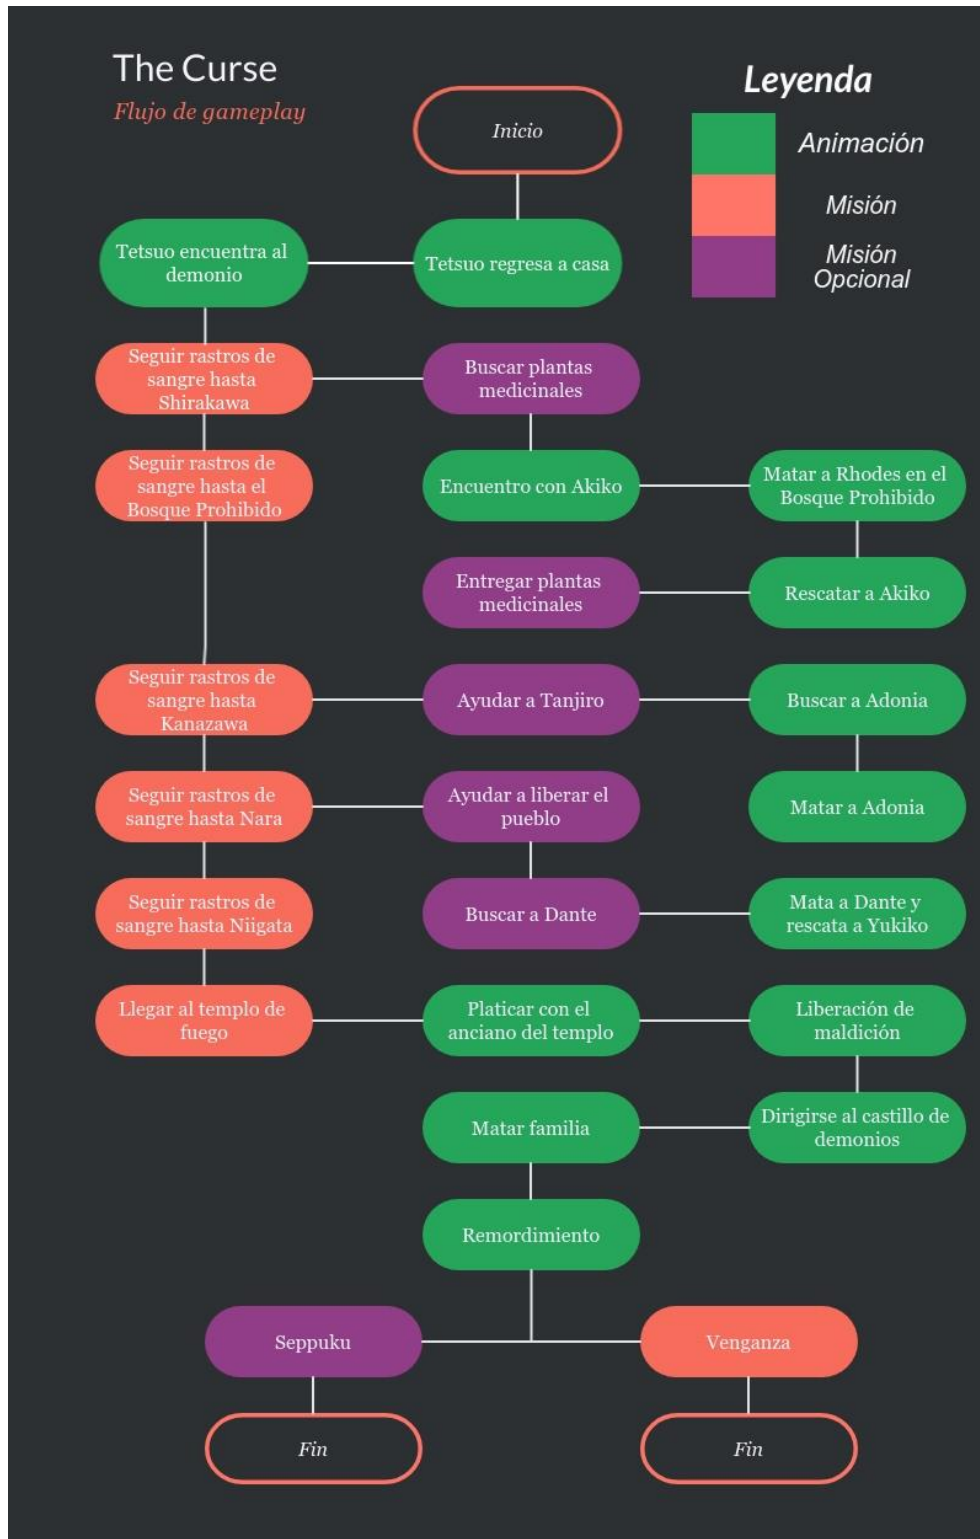 The Curse
Flujo de gameplay
Leyenda
Animación
Misión
Misión
Opcional
Inicio
Tetsuo encuentra al
demonio
Tetsuo regresa a casa
Seguir rastros de
sangre hasta
Shirakawa
Buscar plantas
medicinales
Seguir rastros de
sangre hasta el
Bosque Prohibido
Encuentro con Akiko
Matar a Rhodes en el
Bosque Prohibido
Entregar plantas
medicinales
Rescatar a Akiko
Seguir rastros de
sangre hasta
Kanazawa
Ayudar a Tanjiro
Buscar a Adonia
Seguir rastros de
sangre hasta Nara
Ayudar a liberar el
pueblo
Matar a Adonia
Seguir rastros de
sangre hasta Niigata
Buscar a Dante
Mata a Dante y
rescata a Yukiko
Llegar al templo de
fuego
Platicar con el
anciano del templo
Liberación de
maldición
Matar familia
Dirigirse al castillo de
demonios
Remordimiento
Seppuku
Venganza
Fin
Fin